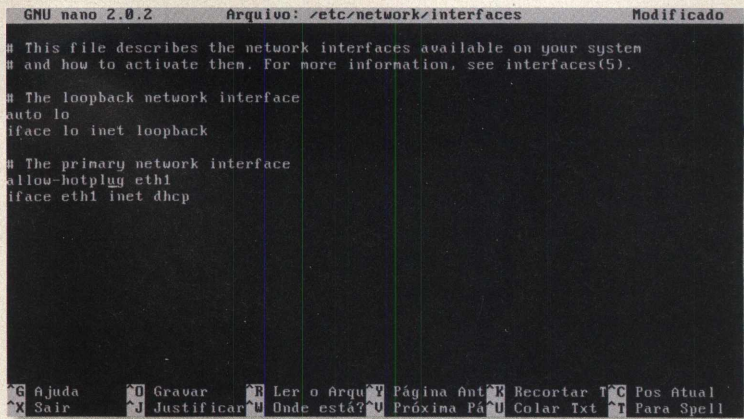 GNU nano 2.0.2 Arquivo: /etc/network/interfaces Modificado
# This file describes the network interfaces available on your system
# and how to activate them. For more information, see interfaces(5).
# The loopback network interface
auto lo
iface lo inet loopback
# The primary network interface
allow-hotplug eth1
iface eth1 inet dhcp
^G Ajuda ^O Gravar ^R Ler o Arqu ^Y Página Ant ^K Recortar T ^C Pos Atual
^X Sair ^J Justificar ^W Onde está? ^V Próxima Pá ^U Colar Txt ^T Para Spell